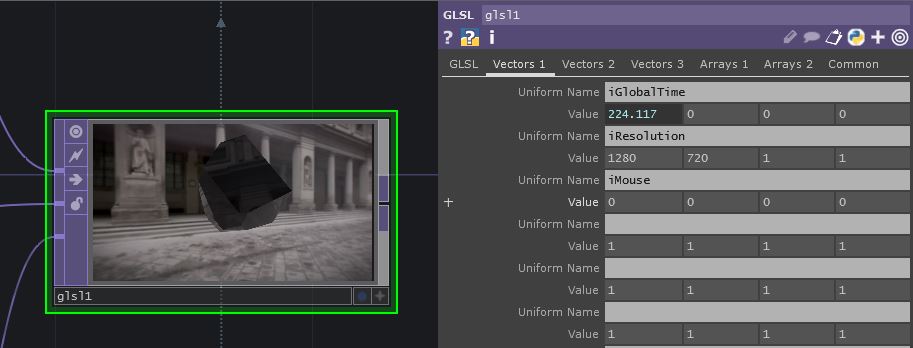 GLSL glsl1
? ? i
GLSL Vectors 1 Vectors 2 Vectors 3 Arrays 1 Arrays 2 Common
Uniform Name iGlobalTime
Value 224.117 0 0 0
Uniform Name iResolution
Value 1280 720 1 1
Uniform Name iMouse
+ Value 0 0 0 0
Uniform Name
Value 1 1 1 1
Uniform Name
Value 1 1 1 1
Uniform Name
Value 1 1 1 1
glsl1